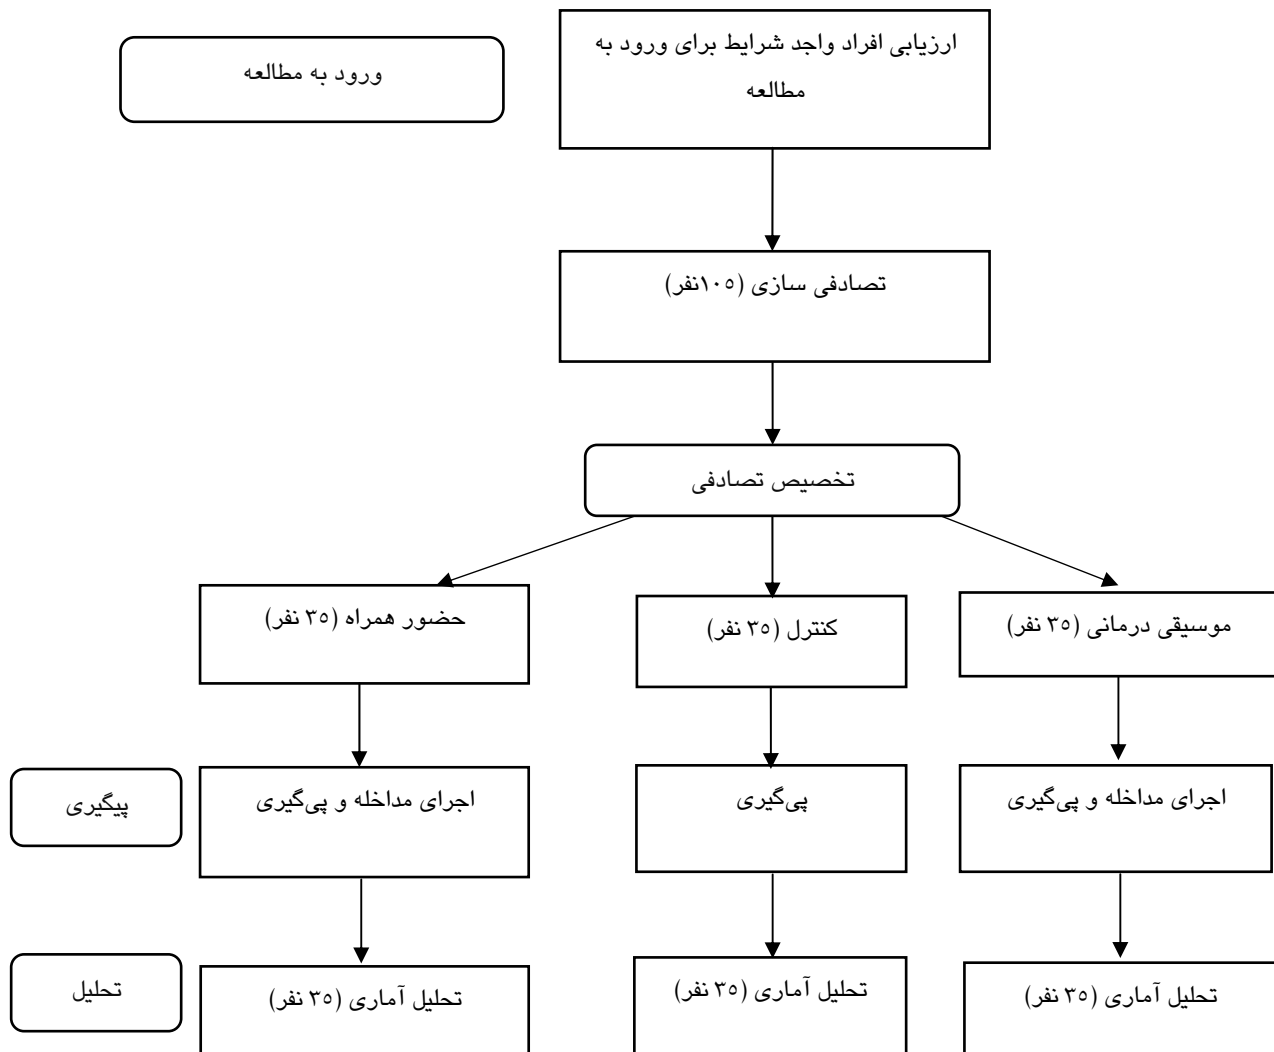 ارزیابی افراد واجد شرایط برای ورود به
مطالعه
ورود به مطالعه
تصادفی سازی (۱۰۵نفر)
تخصیص تصادفی
موسیقی درمانی (۳۵ نفر)
کنترل (۳۵ نفر)
حضور همراه (۳۵ نفر)
اجرای مداخله و پی‌گیری
پی‌گیری
اجرای مداخله و پی‌گیری
پیگیری
تحلیل آماری (۳۵ نفر)
تحلیل آماری (۳۵ نفر)
تحلیل آماری (۳۵ نفر)
تحلیل